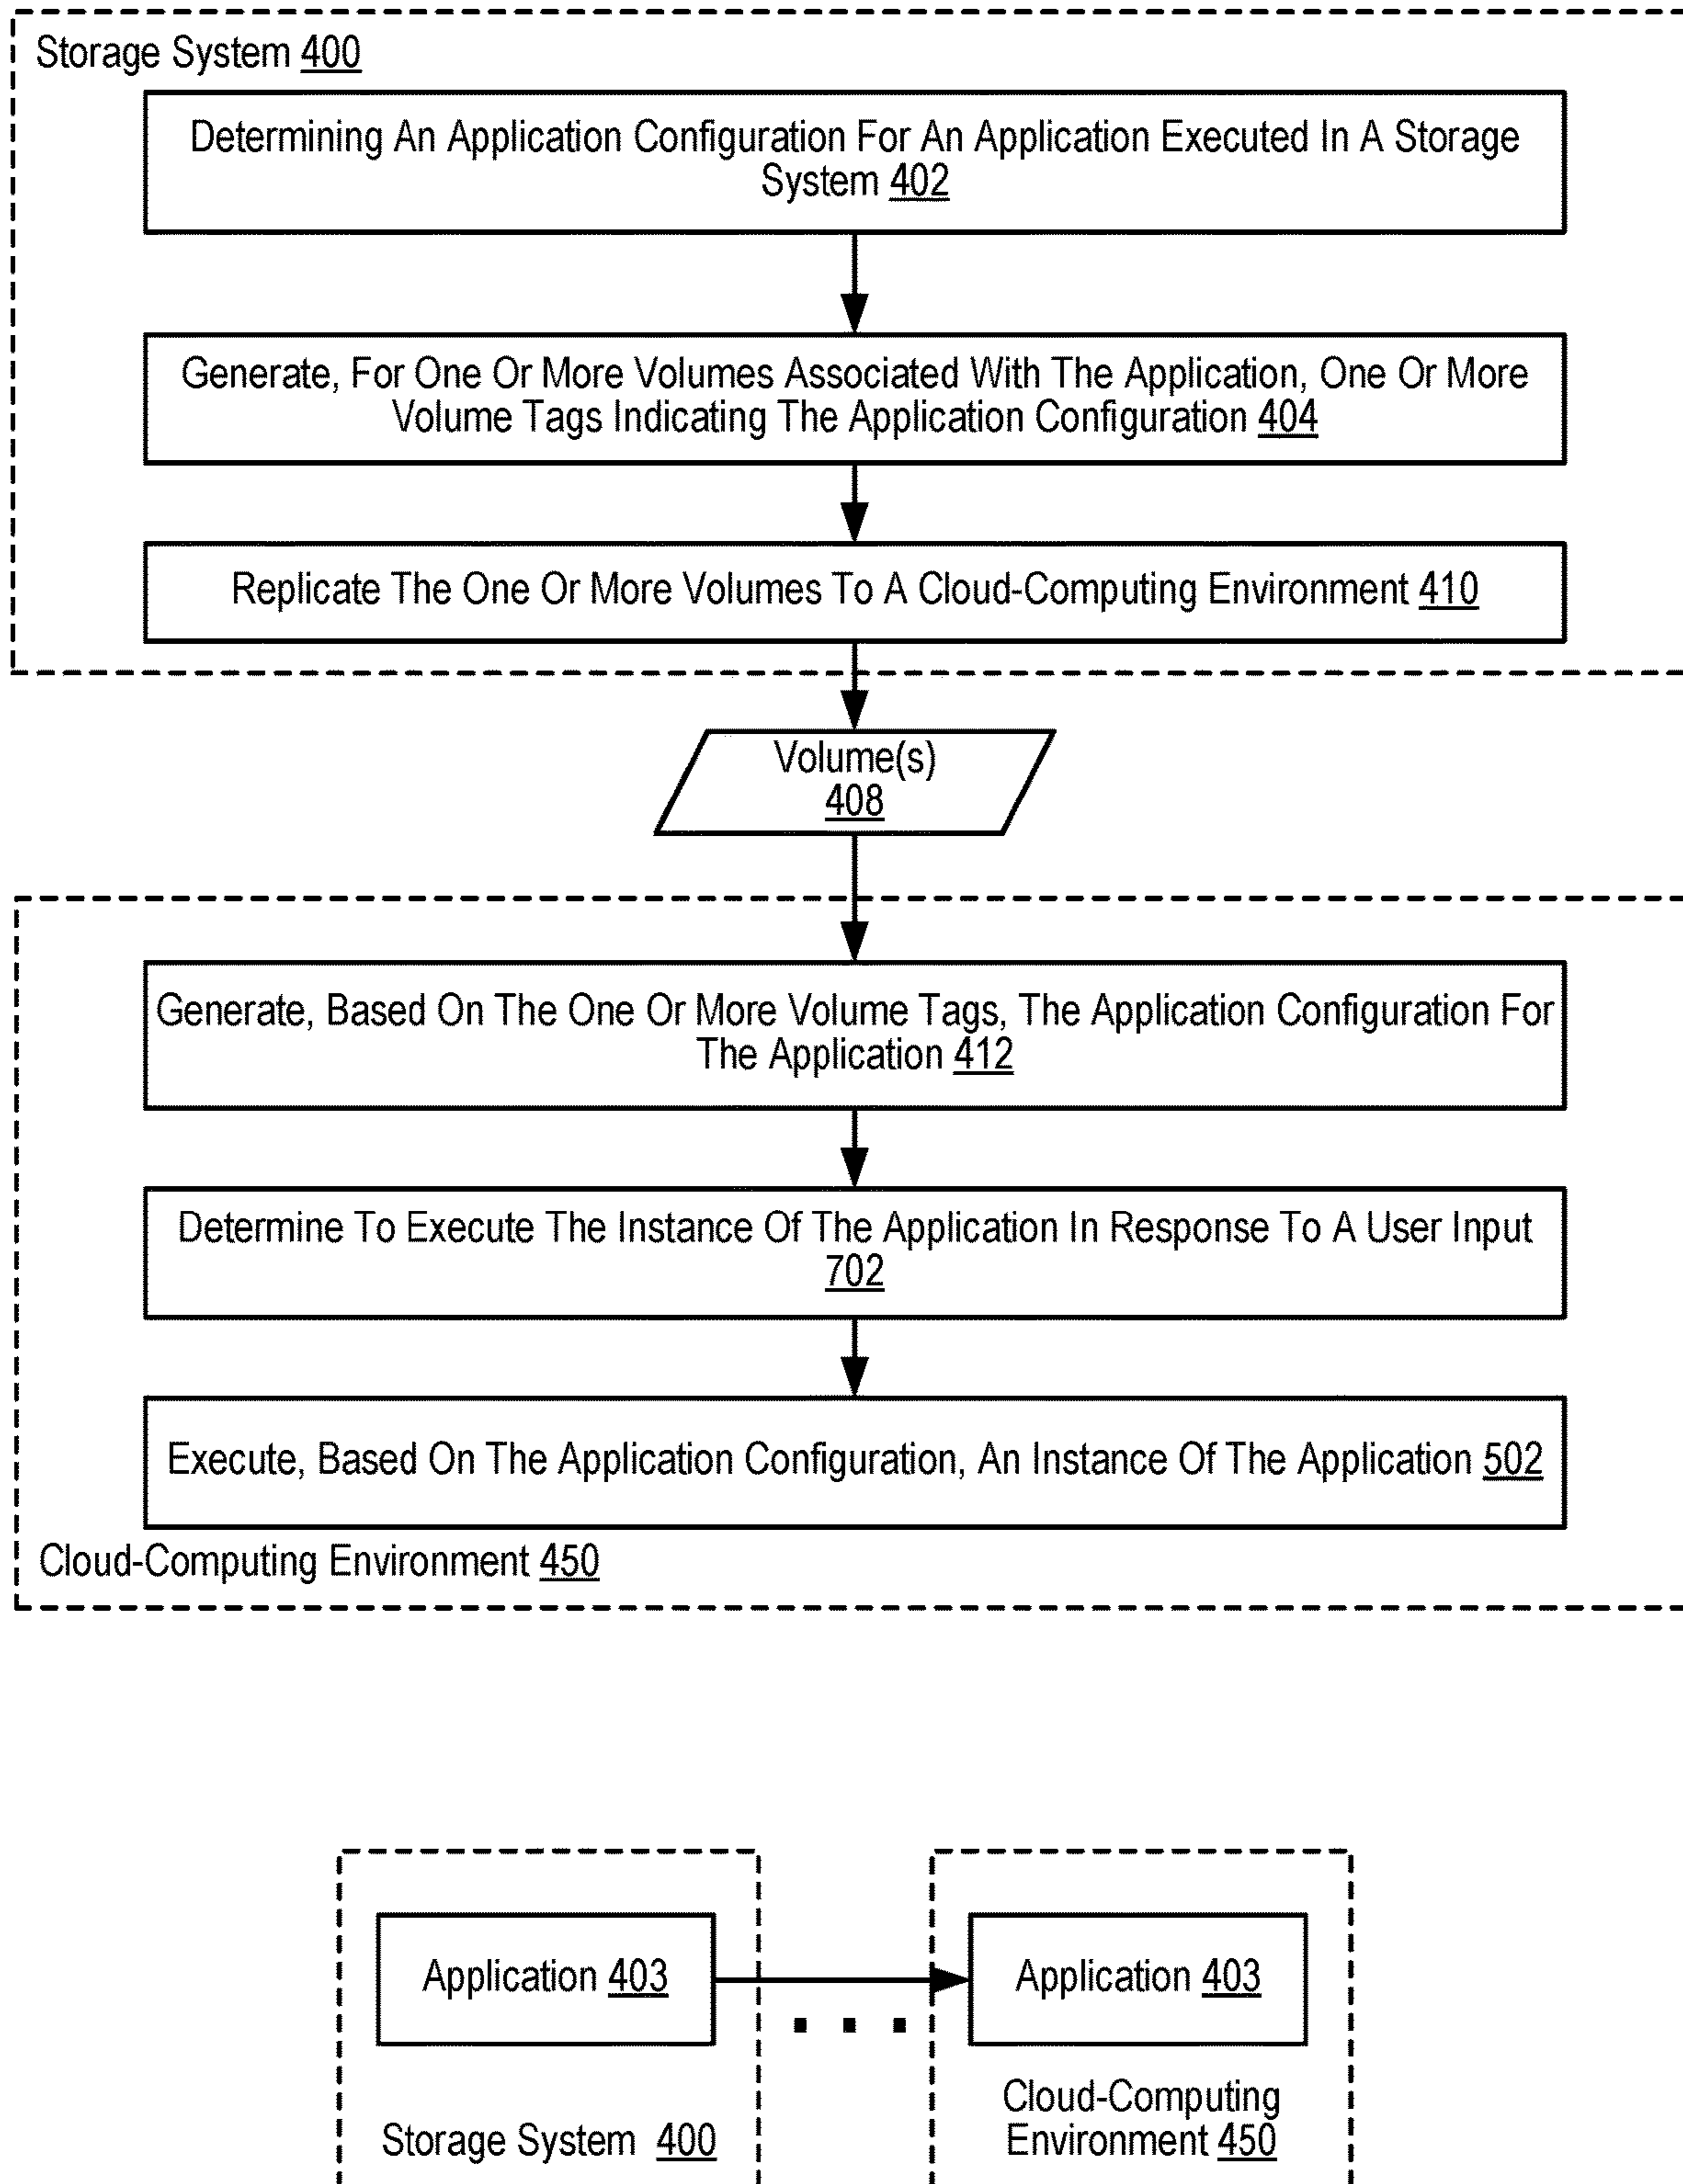 Storage System 400
Determining An Application Configuration For An Application Executed In A Storage
System 402
Generate, For One Or More Volumes Associated With The Application, One Or More
Volume Tags Indicating The Application Configuration 404
Replicate The One Or More Volumes To A Cloud-Computing Environment 410
Volume(s)
408
Generate, Based On The One Or More Volume Tags, The Application Configuration For
The Application 412
Determine To Execute The Instance Of The Application In Response To A User Input
702
Execute, Based On The Application Configuration, An Instance Of The Application 502
Cloud-Computing Environment 450
Application 403
Storage System 400
Application 403
Cloud-Computing
Environment 450